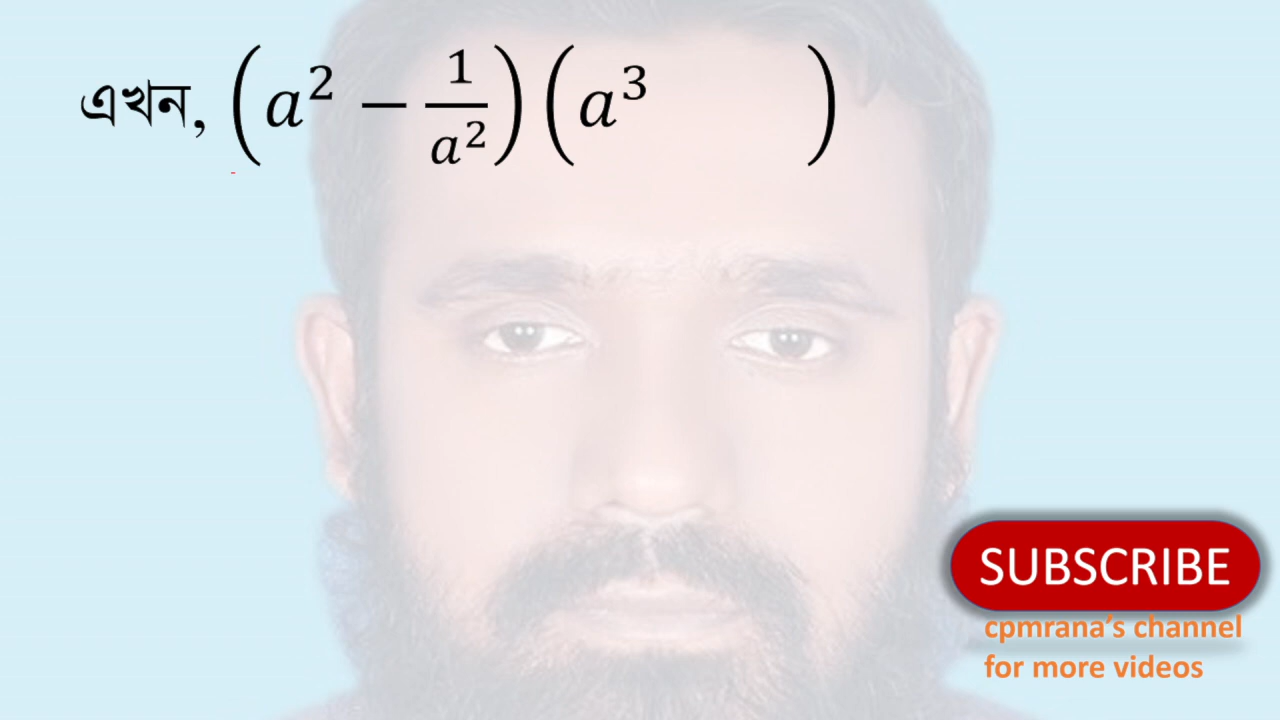 এখন, (a² − 1/a²)(a³ )
SUBSCRIBE
cpmrana's channel
for more videos